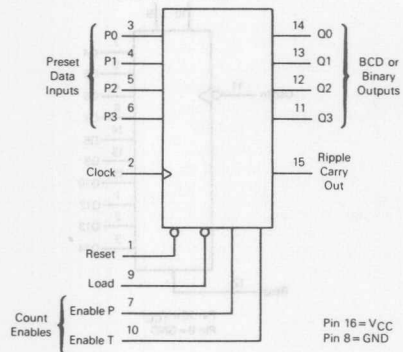 Preset
Data
Inputs
P0 3
P1 4
P2 5
P3 6
Clock 2
Reset 1
Load 9
Count
Enables
Enable P 7
Enable T 10
14 Q0
13 Q1
12 Q2
11 Q3
BCD or
Binary
Outputs
15 Ripple
Carry
Out
Pin 16 = VCC
Pin 8 = GND